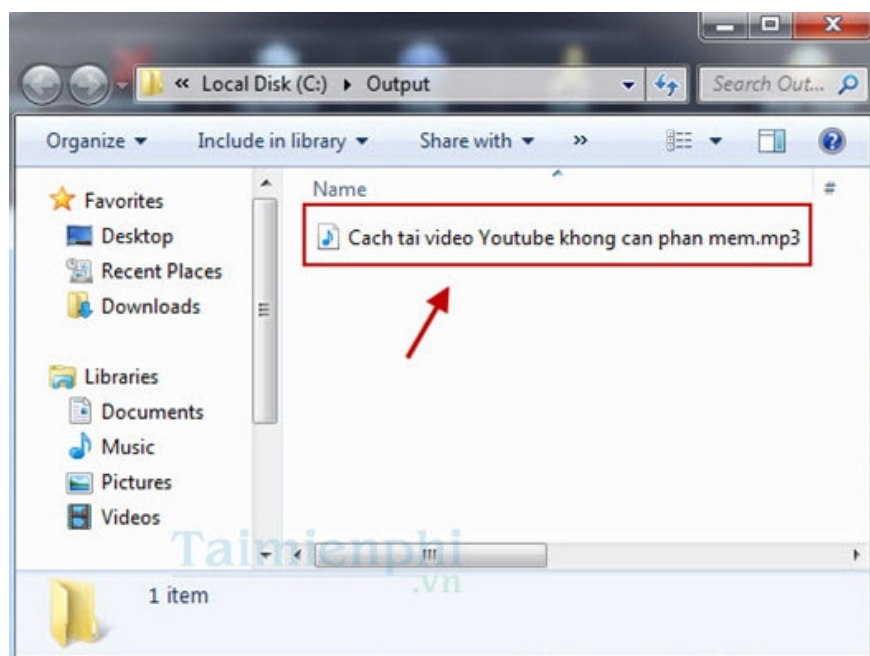 « Local Disk (C:) ▸ Output
Search Out...
Organize Include in library Share with »
Name #
Cach tai video Youtube khong can phan mem.mp3
Favorites
Desktop
Recent Places
Downloads
Libraries
Documents
Music
Pictures
Videos
Taimienphi
.vn
1 item